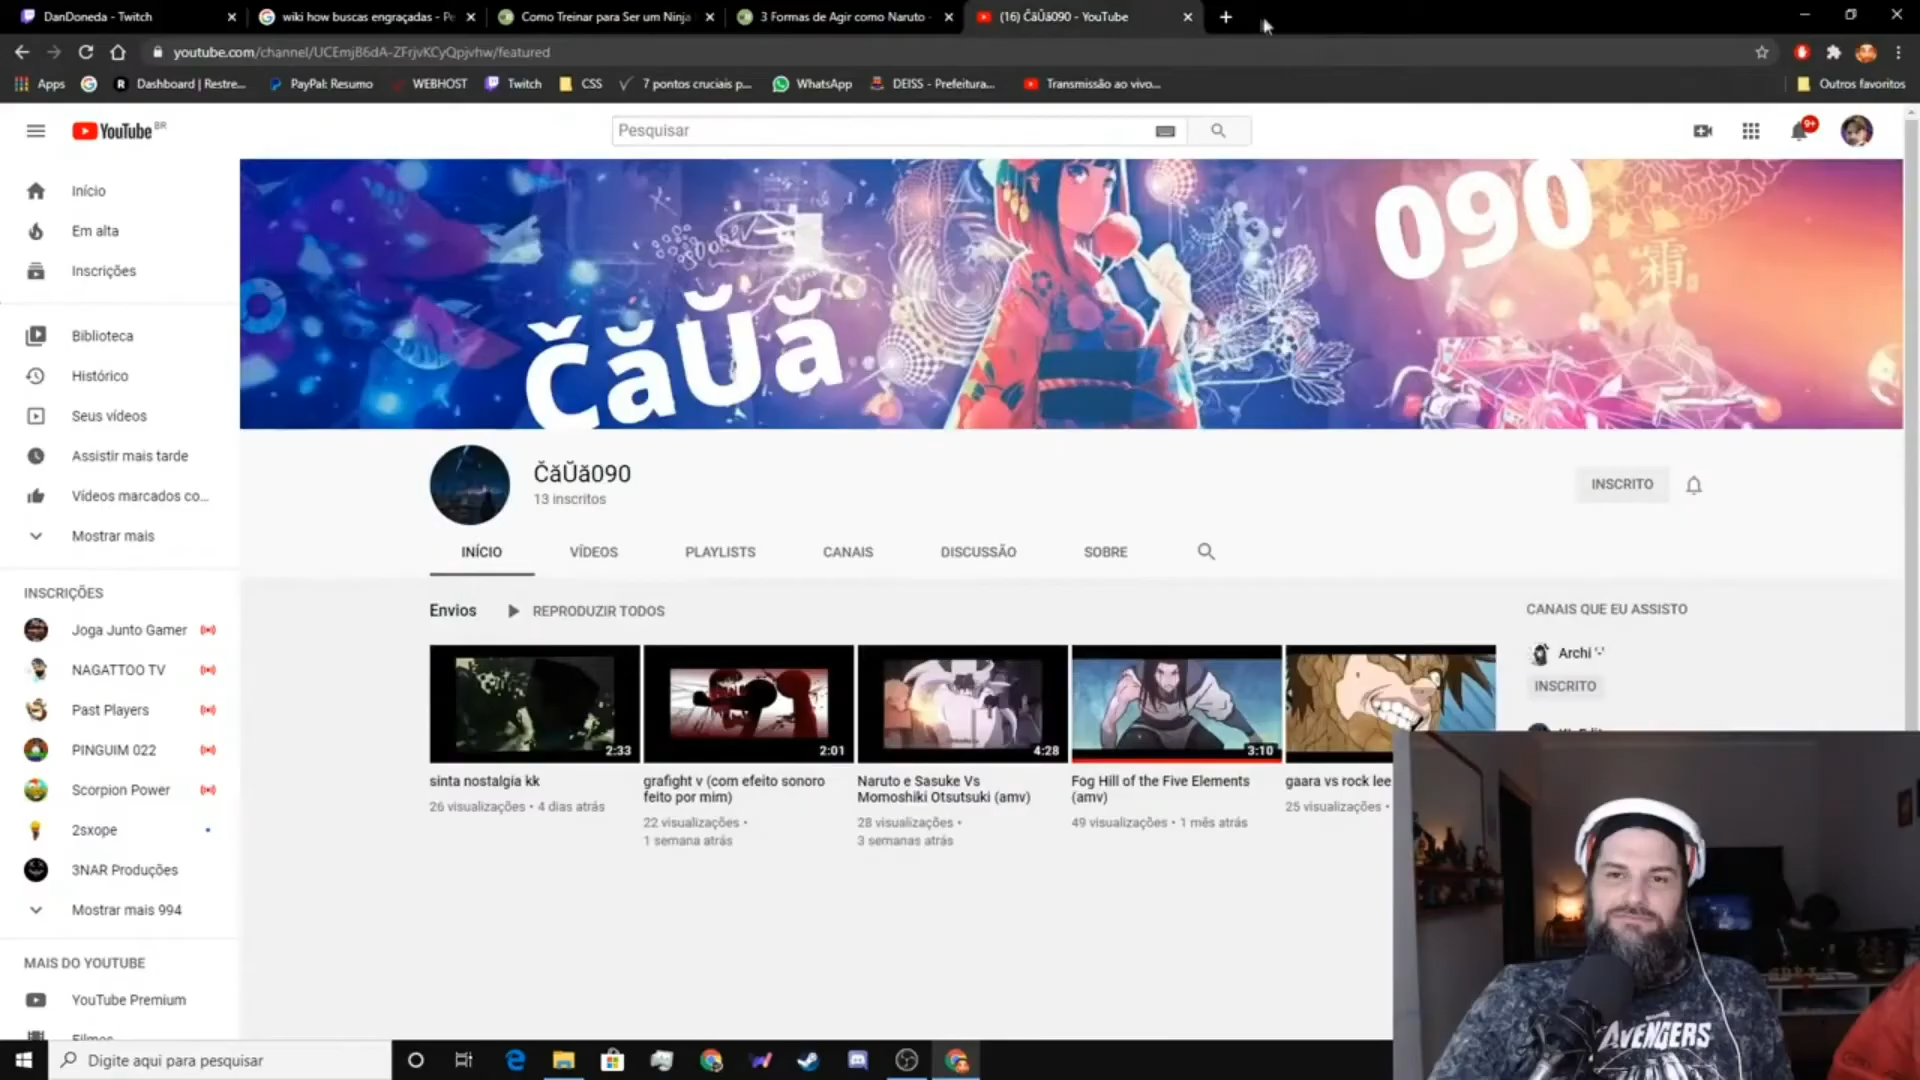 DanDoneda - Twitch
wiki how buscas engraçadas - Pe
Como Treinar para Ser um Ninja
3 Formas de Agir como Naruto -
(16) ČăŬă090 - YouTube
youtube.com/channel/UCEmjB6dA-ZFrjvKCyQpjvhw/featured
Apps
Dashboard | Restre...
PayPal: Resumo
WEBHOST
Twitch
CSS
7 pontos cruciais p...
WhatsApp
DEISS - Prefeitura...
Transmissão ao vivo...
Outros favoritos
YouTube BR
Pesquisar
9+
Início
Em alta
Inscrições
Biblioteca
Histórico
Seus vídeos
Assistir mais tarde
Vídeos marcados co...
Mostrar mais
INSCRIÇÕES
Joga Junto Gamer
NAGATTOO TV
Past Players
PINGUIM 022
Scorpion Power
2sxope
3NAR Produções
Mostrar mais 994
MAIS DO YOUTUBE
YouTube Premium
Filmes
ČăŬă
090
霜
ČăŬă090
13 inscritos
INSCRITO
INÍCIO
VÍDEOS
PLAYLISTS
CANAIS
DISCUSSÃO
SOBRE
Envios
REPRODUZIR TODOS
2:33
sinta nostalgia kk
26 visualizações • 4 dias atrás
2:01
grafight v (com efeito sonoro
feito por mim)
22 visualizações •
1 semana atrás
4:28
Naruto e Sasuke Vs
Momoshiki Otsutsuki (amv)
28 visualizações •
3 semanas atrás
3:10
Fog Hill of the Five Elements
(amv)
49 visualizações • 1 mês atrás
gaara vs rock lee
25 visualizações •
CANAIS QUE EU ASSISTO
Archi '-'
INSCRITO
AVENGERS
Digite aqui para pesquisar